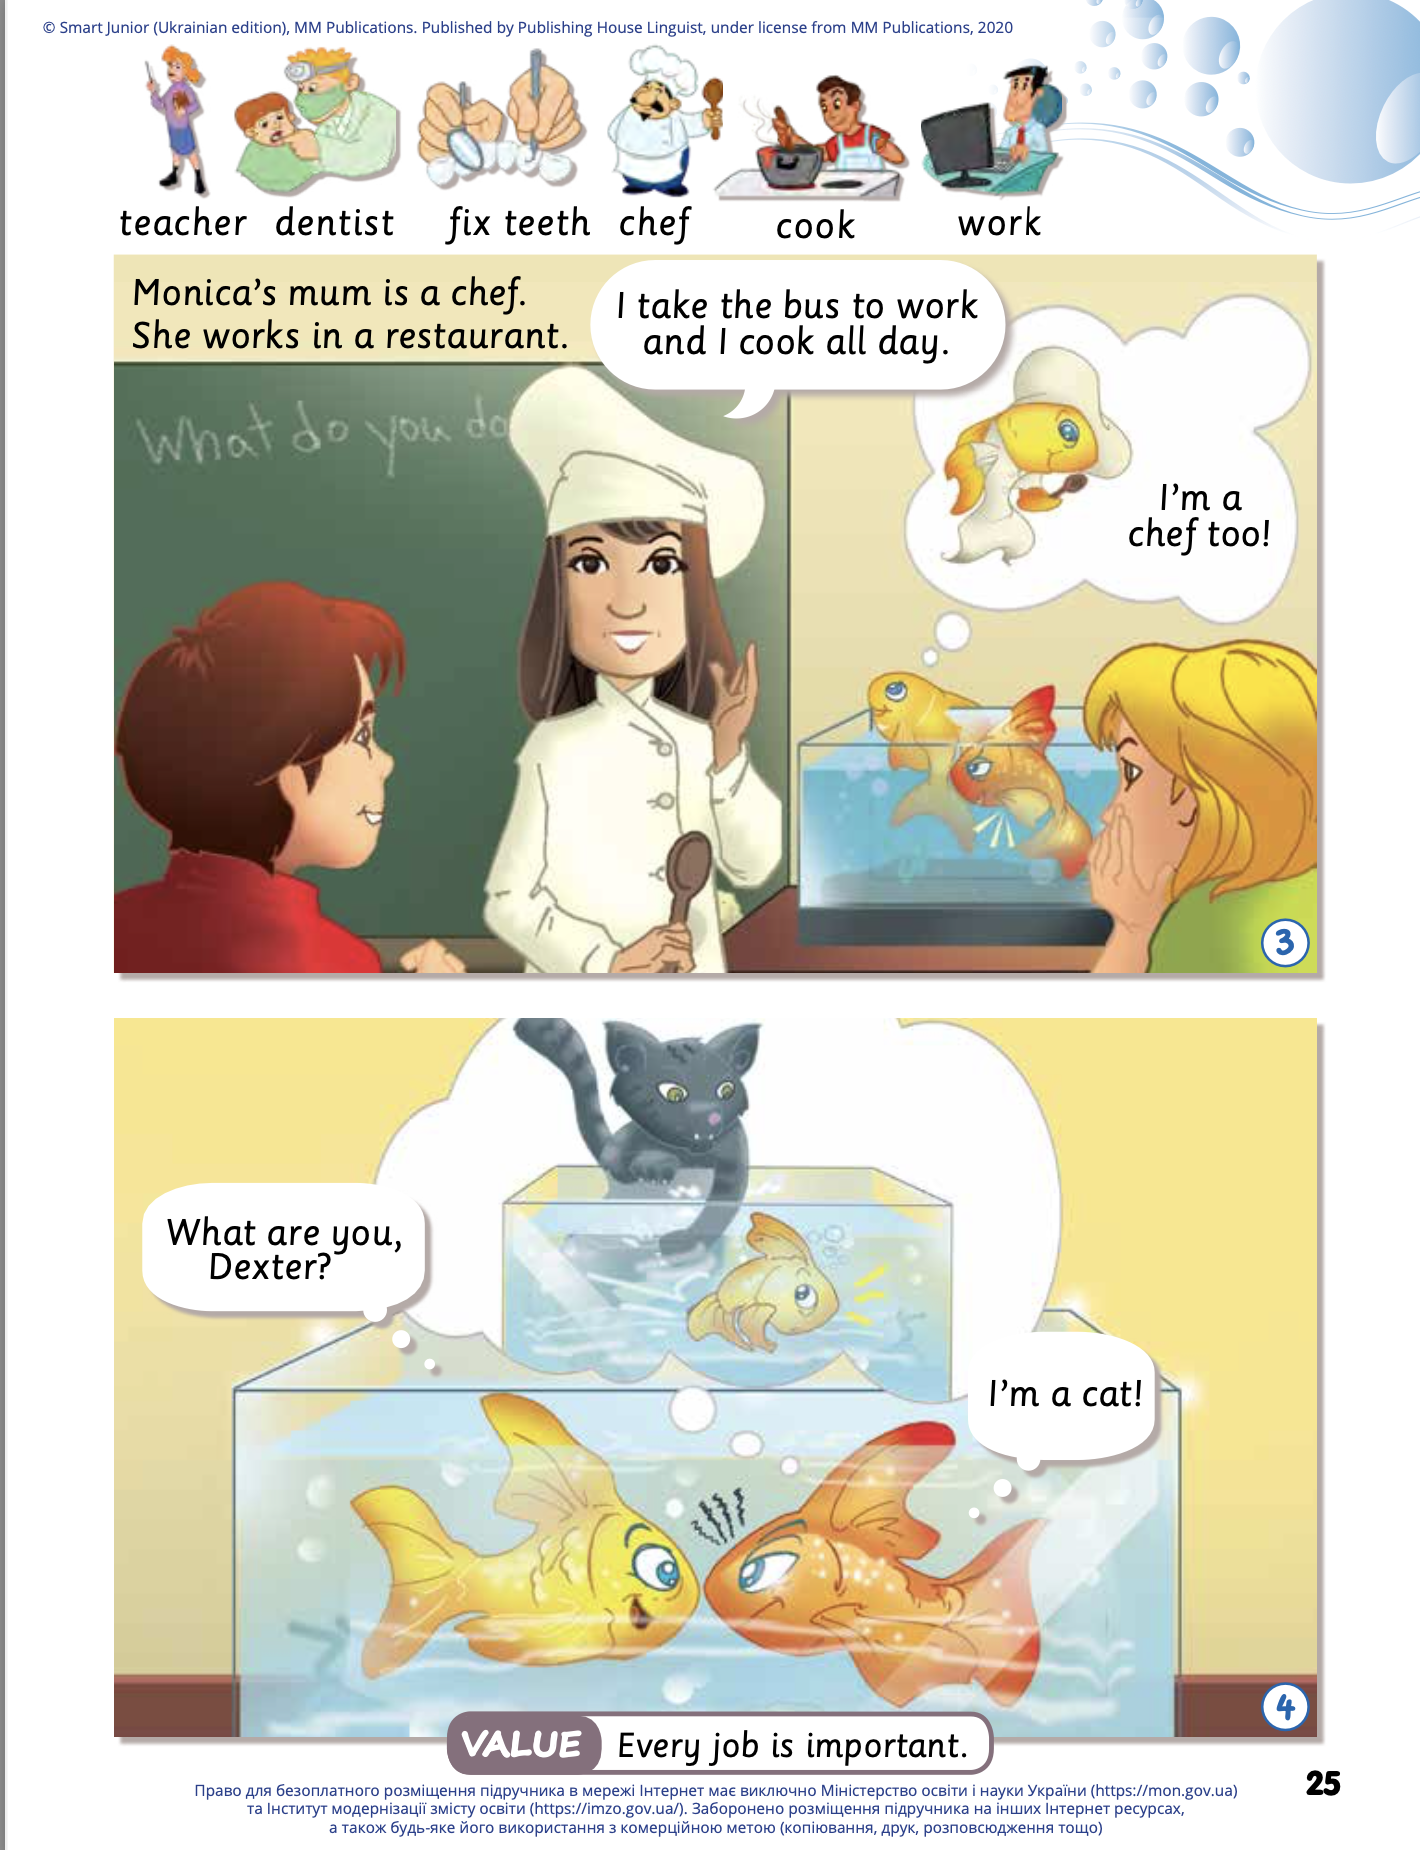 © Smart Junior (Ukrainian edition), MM Publications. Published by Publishing House Linguist, under license from MM Publications, 2020
teacher dentist fix teeth chef cook work
Monica's mum is a chef.
She works in a restaurant.
I take the bus to work
and I cook all day.
What do you do
I'm a
chef too!
3
What are you,
Dexter?
I'm a cat!
4
VALUE Every job is important.
Право для безоплатного розміщення підручника в мережі Інтернет має виключно Міністерство освіти і науки України (https://mon.gov.ua)
та Інститут модернізації змісту освіти (https://imzo.gov.ua/). Заборонено розміщення підручника на інших Інтернет ресурсах,
а також будь-яке його використання з комерційною метою (копіювання, друк, розповсюдження тощо)
25